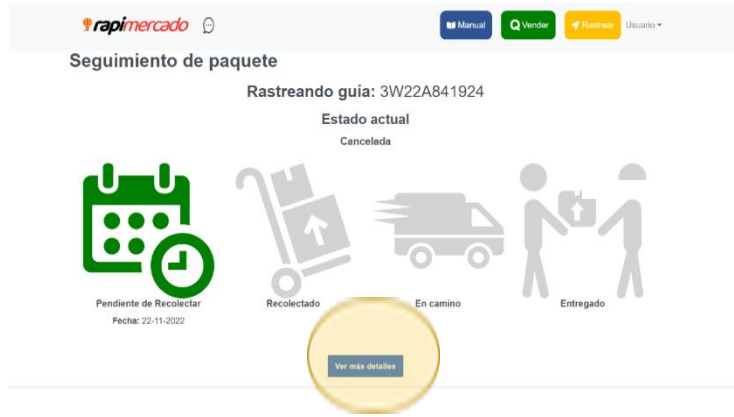 rapimercado
Manual
Vender
Rastrear
Usuario
Seguimiento de paquete
Rastreando guía: 3W22A841924
Estado actual
Cancelada
Pendiente de Recolectar
Fecha: 22-11-2022
Recolectado
En camino
Entregado
Ver más detalles